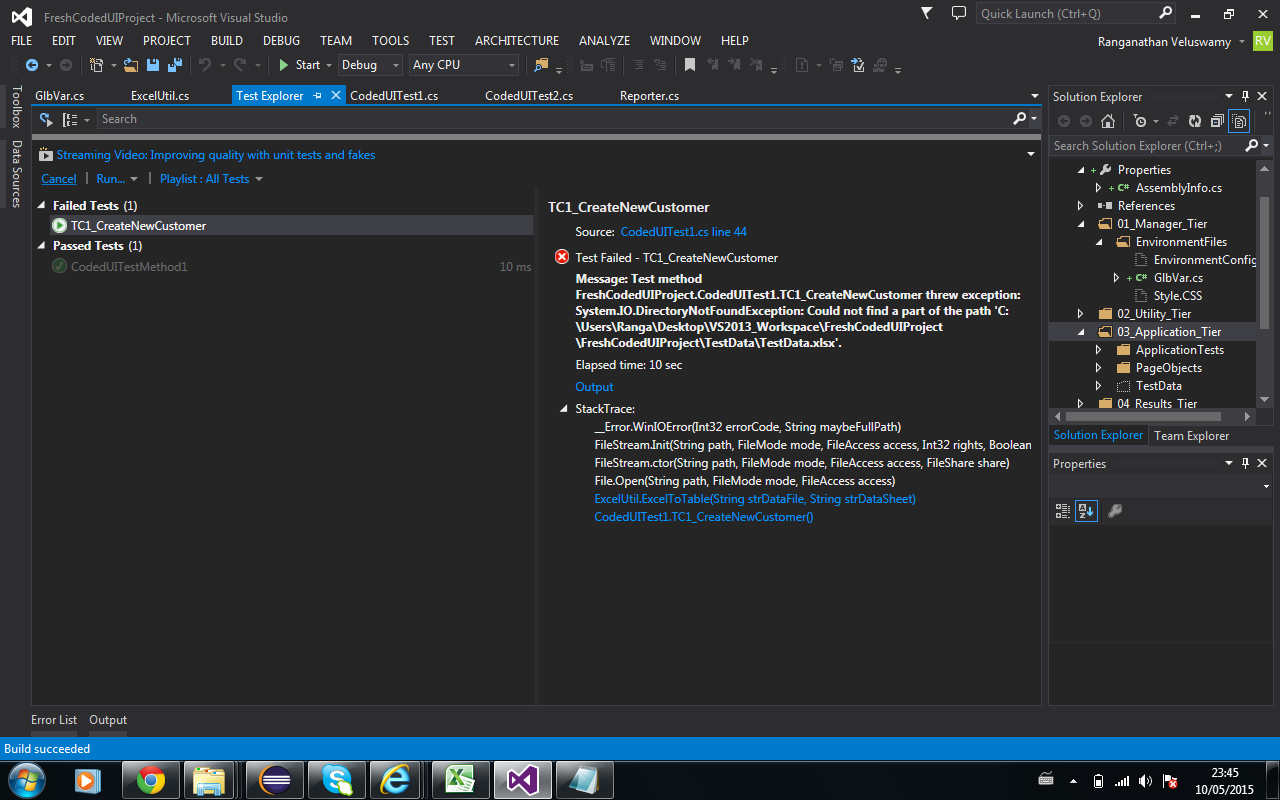 FreshCodedUIProject - Microsoft Visual Studio
Quick Launch (Ctrl+Q)
FILE EDIT VIEW PROJECT BUILD DEBUG TEAM TOOLS TEST ARCHITECTURE ANALYZE WINDOW HELP
Ranganathan Veluswamy RV
Start Debug Any CPU
Toolbox
Data Sources
GlbVar.cs ExcelUtil.cs Test Explorer CodedUITest1.cs CodedUITest2.cs Reporter.cs
Search
Streaming Video: Improving quality with unit tests and fakes
Cancel | Run... | Playlist : All Tests
Failed Tests (1)
TC1_CreateNewCustomer
Passed Tests (1)
CodedUITestMethod1 10 ms
TC1_CreateNewCustomer
Source: CodedUITest1.cs line 44
Test Failed - TC1_CreateNewCustomer
Message: Test method
FreshCodedUIProject.CodedUITest1.TC1_CreateNewCustomer threw exception:
System.IO.DirectoryNotFoundException: Could not find a part of the path 'C:
\Users\Ranga\Desktop\VS2013_Workspace\FreshCodedUIProject
\FreshCodedUIProject\TestData\TestData.xlsx'.
Elapsed time: 10 sec
Output
StackTrace:
__Error.WinIOError(Int32 errorCode, String maybeFullPath)
FileStream.Init(String path, FileMode mode, FileAccess access, Int32 rights, Boolean
FileStream.ctor(String path, FileMode mode, FileAccess access, FileShare share)
File.Open(String path, FileMode mode, FileAccess access)
ExcelUtil.ExcelToTable(String strDataFile, String strDataSheet)
CodedUITest1.TC1_CreateNewCustomer()
Solution Explorer
Search Solution Explorer (Ctrl+;)
Properties
AssemblyInfo.cs
References
01_Manager_Tier
EnvironmentFiles
EnvironmentConfig
GlbVar.cs
Style.CSS
02_Utility_Tier
03_Application_Tier
ApplicationTests
PageObjects
TestData
04_Results_Tier
Solution Explorer Team Explorer
Properties
Error List Output
Build succeeded
23:45
10/05/2015